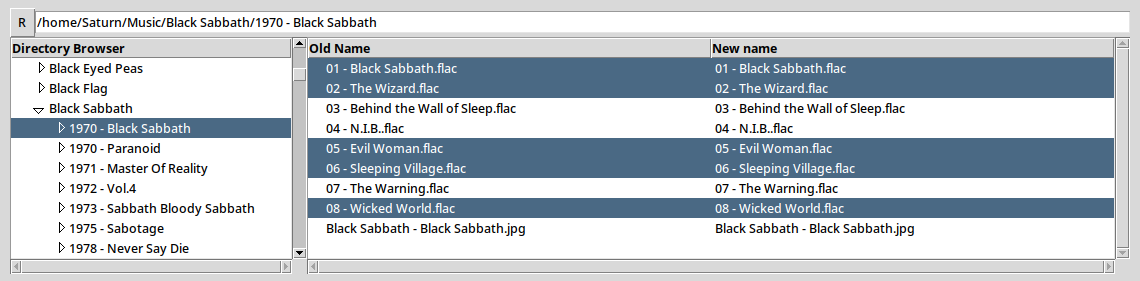 R /home/Saturn/Music/Black Sabbath/1970 - Black Sabbath
Directory Browser
Black Eyed Peas
Black Flag
Black Sabbath
1970 - Black Sabbath
1970 - Paranoid
1971 - Master Of Reality
1972 - Vol.4
1973 - Sabbath Bloody Sabbath
1975 - Sabotage
1978 - Never Say Die
Old Name New name
01 - Black Sabbath.flac 01 - Black Sabbath.flac
02 - The Wizard.flac 02 - The Wizard.flac
03 - Behind the Wall of Sleep.flac 03 - Behind the Wall of Sleep.flac
04 - N.I.B..flac 04 - N.I.B..flac
05 - Evil Woman.flac 05 - Evil Woman.flac
06 - Sleeping Village.flac 06 - Sleeping Village.flac
07 - The Warning.flac 07 - The Warning.flac
08 - Wicked World.flac 08 - Wicked World.flac
Black Sabbath - Black Sabbath.jpg Black Sabbath - Black Sabbath.jpg